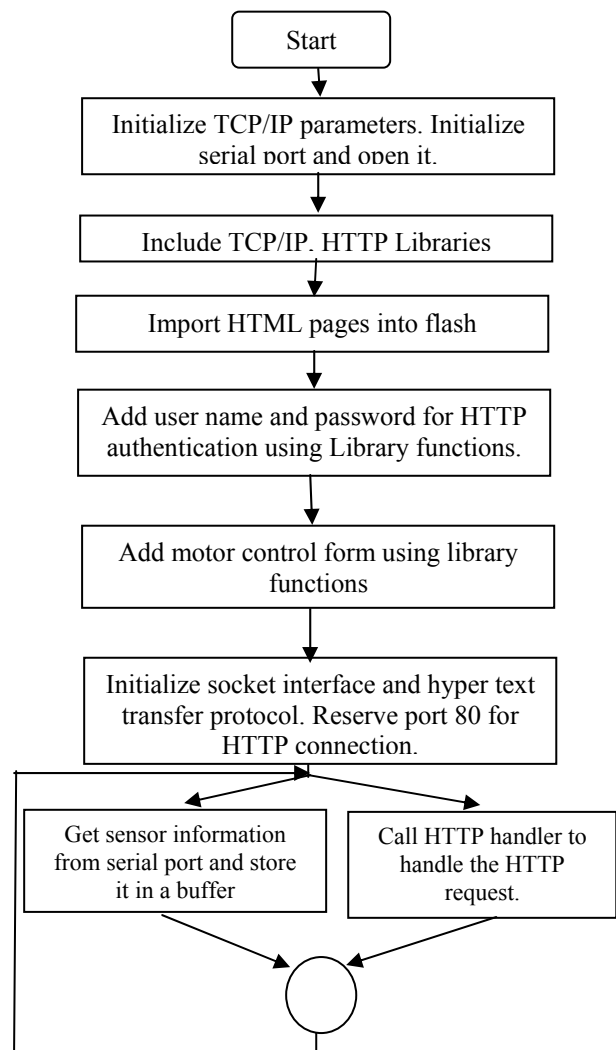 Start
Initialize TCP/IP parameters. Initialize
serial port and open it.
Include TCP/IP, HTTP Libraries
Import HTML pages into flash
Add user name and password for HTTP
authentication using Library functions.
Add motor control form using library
functions
Initialize socket interface and hyper text
transfer protocol. Reserve port 80 for
HTTP connection.
Get sensor information
from serial port and store
it in a buffer
Call HTTP handler to
handle the HTTP
request.